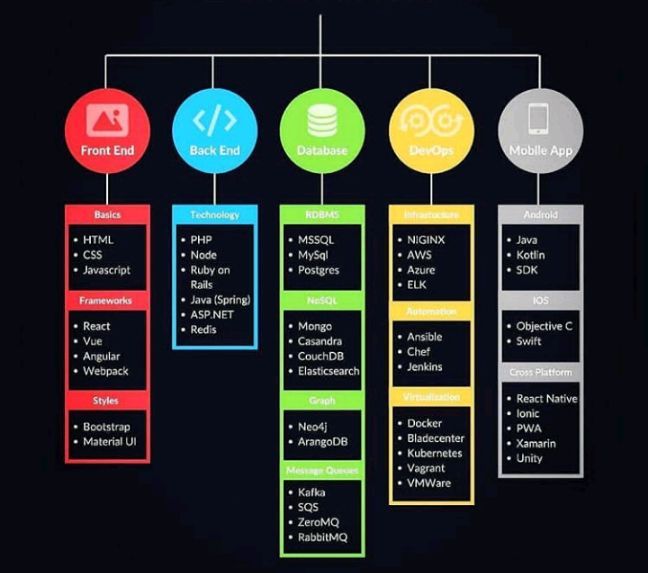 Front End
Basics
HTML
CSS
Javascript
Frameworks
React
Vue
Angular
Webpack
Styles
Bootstrap
Material UI
Back End
Technology
PHP
Node
Ruby on
Rails
Java (Spring)
ASP.NET
Redis
Database
RDBMS
MSSQL
MySql
Postgres
NoSQL
Mongo
Casandra
CouchDB
Elasticsearch
Graph
Neo4j
ArangoDB
Message Queues
Kafka
SQS
ZeroMQ
RabbitMQ
DevOps
Infrastucture
NIGINX
AWS
Azure
ELK
Automation
Ansible
Chef
Jenkins
Virtualization
Docker
Bladecenter
Kubernetes
Vagrant
VMWare
Mobile App
Android
Java
Kotlin
SDK
IOS
Objective C
Swift
Cross Platform
React Native
Ionic
PWA
Xamarin
Unity